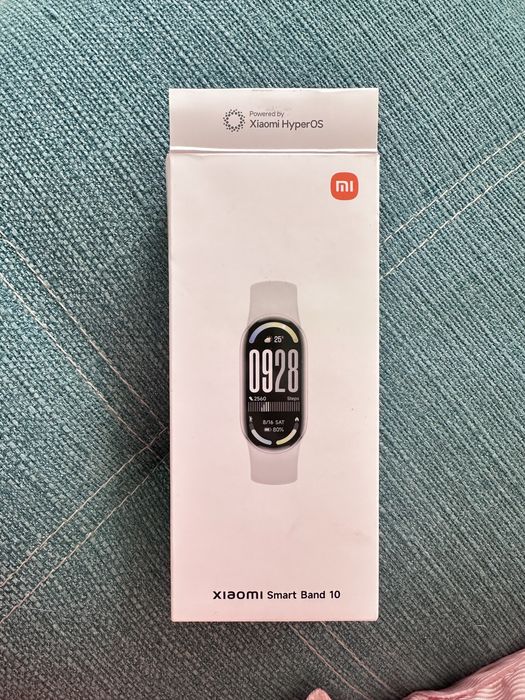 Powered by
Xiaomi HyperOS
mi
25°
0928
2560 Steps
8/16 SAT
80%
xiaomi Smart Band 10